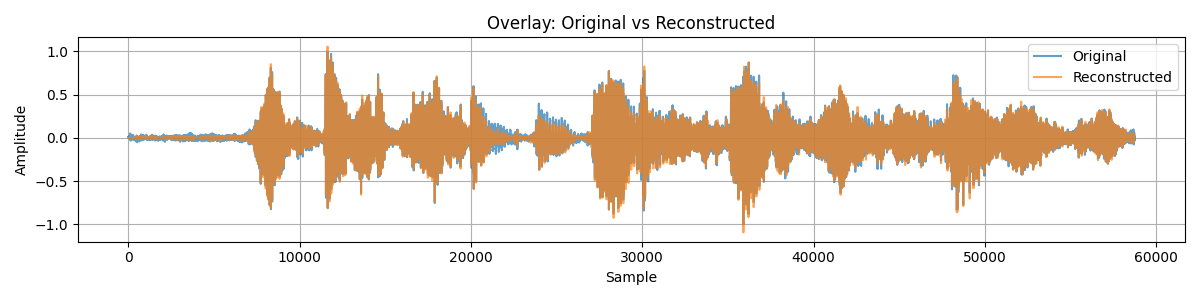 Overlay: Original vs Reconstructed
Amplitude
1.0
0.5
0.0
−0.5
−1.0
Original
Reconstructed
0 10000 20000 30000 40000 50000 60000
Sample